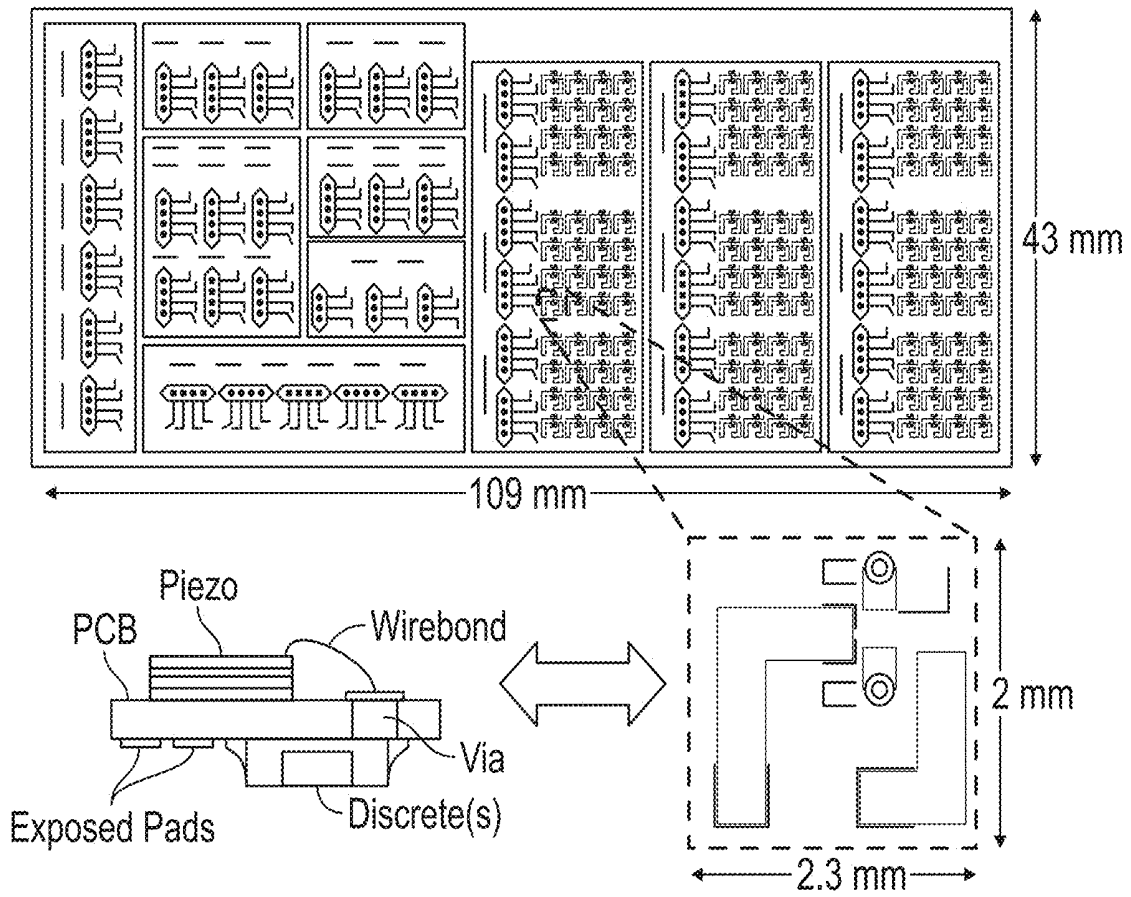 43 mm
109 mm
Piezo
PCB
Wirebond
2 mm
Via
Discrete(s)
Exposed Pads
2.3 mm